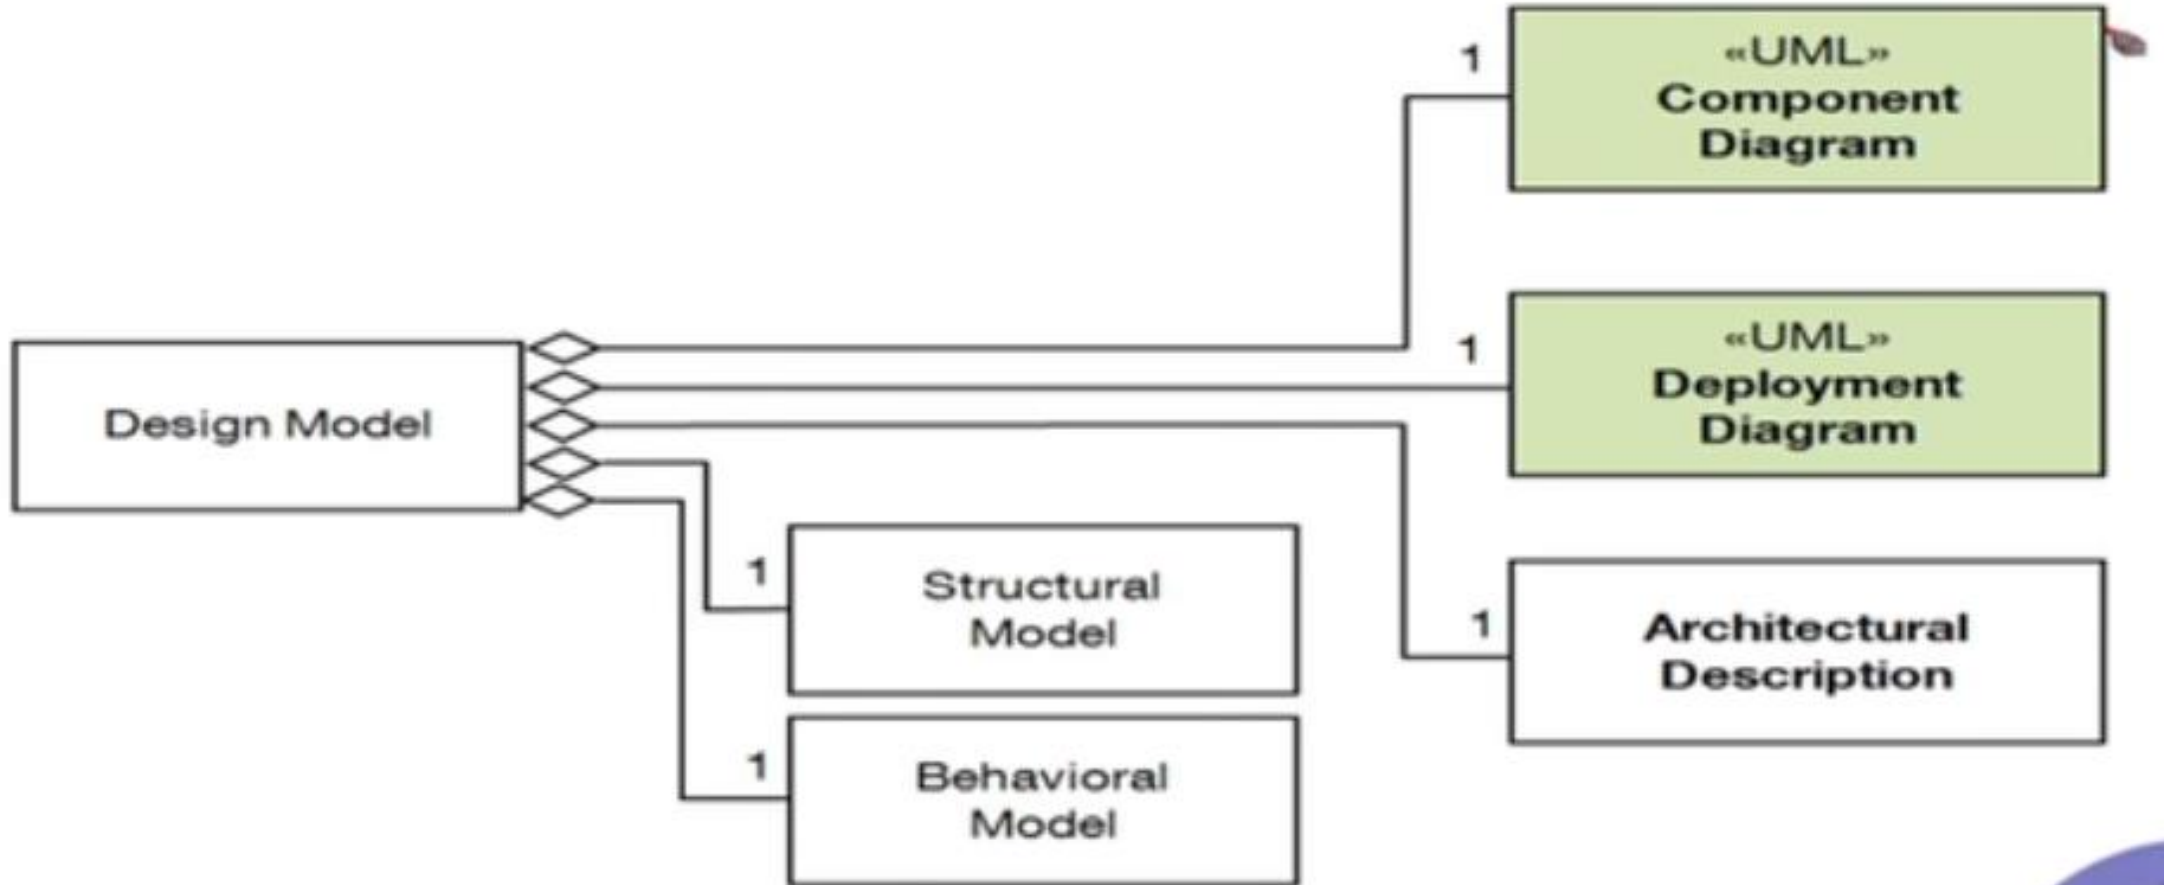 1
«UML»
Component
Diagram
1
«UML»
Deployment
Diagram
Design Model
1
Structural
Model
1
Architectural
Description
1
Behavioral
Model